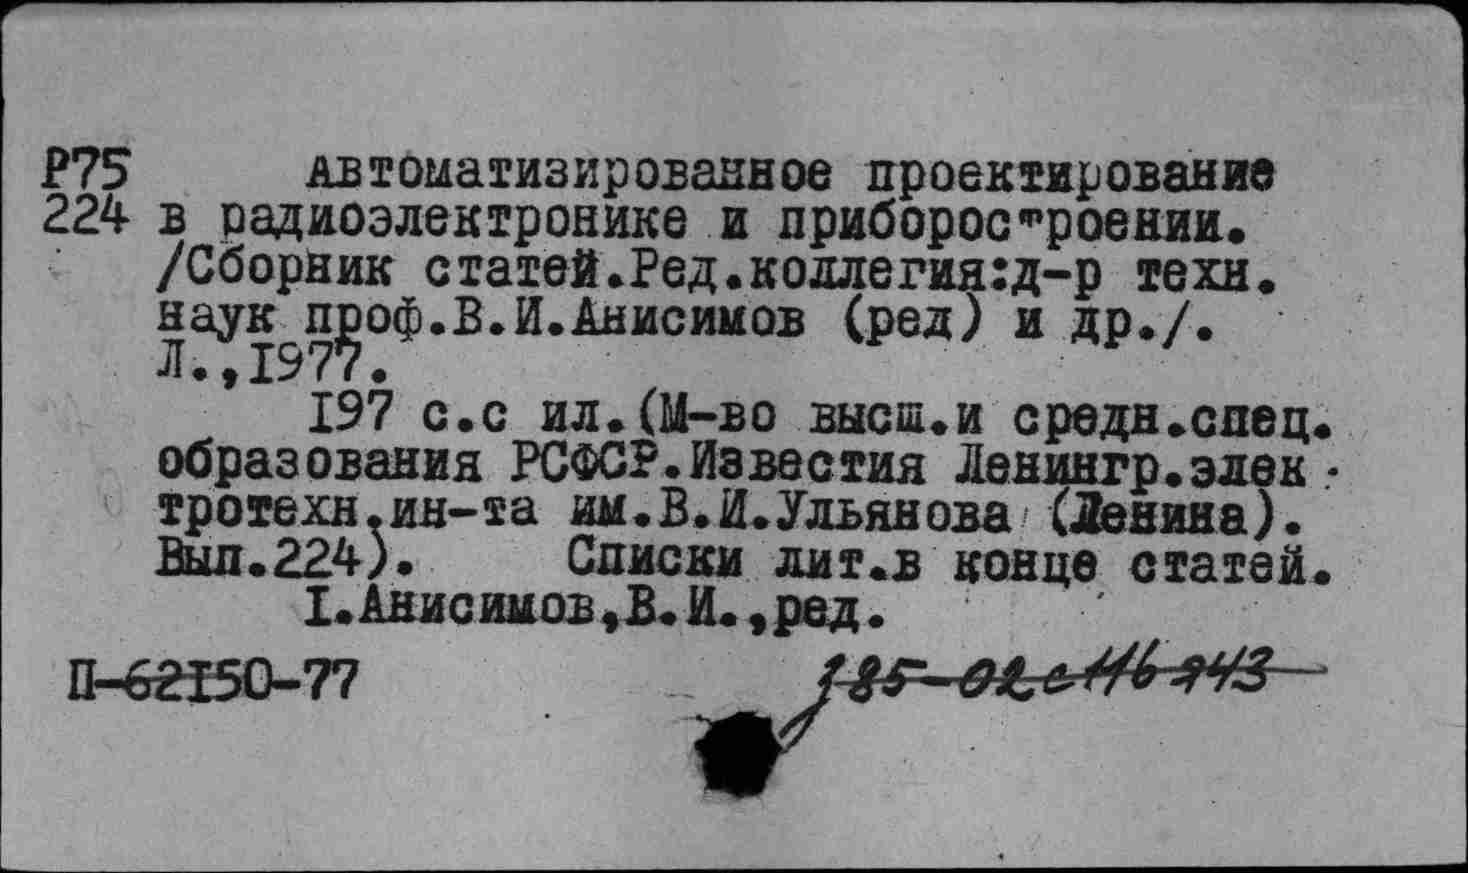 Р75 Автоматизированное проектирование
224 в радиоэлектронике и приборостроении.
/Сборник статей.Ред.коллегия:д-р техн.
наук проф.В.И.Анисимов (ред) и др./.
Л.,1977.
197 с.с ил.(М-во высш.и средн.спец.
образования РСФСР.Известия Ленингр.элек-
тротехн.ин-та им.В.И.Ульянова (Ленина).
Вып.224). Списки лит.в конце статей.
I.Анисимов,В.И.,ред.
П-62150-77